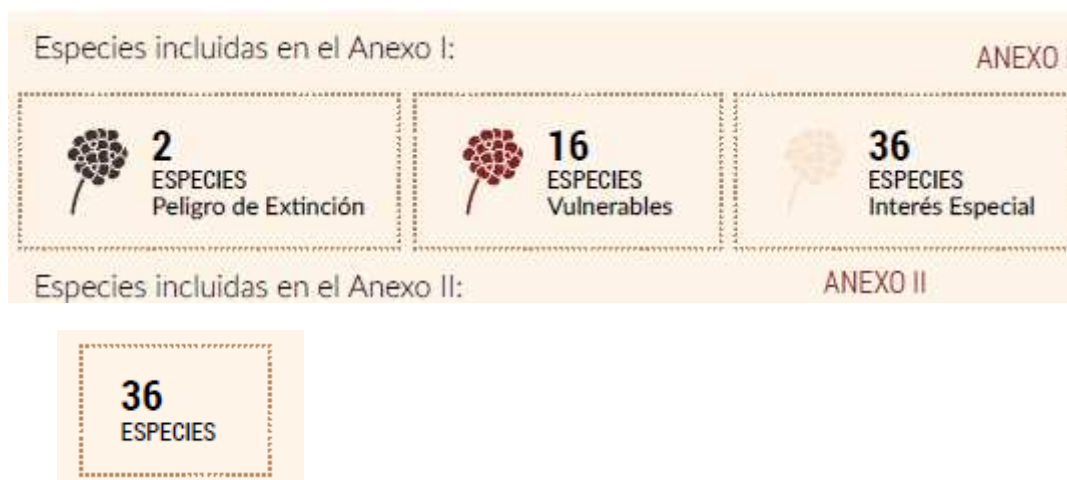 Especies incluidas en el Anexo I:
ANEXO I
2
ESPECIES
Peligro de Extinción
16
ESPECIES
Vulnerables
36
ESPECIES
Interés Especial
Especies incluidas en el Anexo II:
ANEXO II
36
ESPECIES